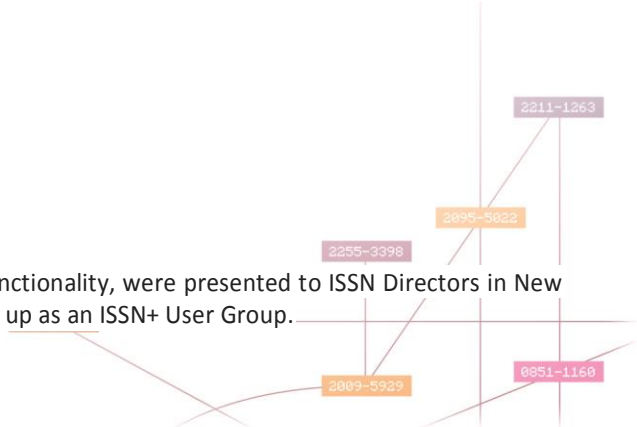 2211-1263
2095-5022
2255-3398
nctionality, were presented to ISSN Directors in New
up as an ISSN+ User Group.
2009-5929
0851-1160